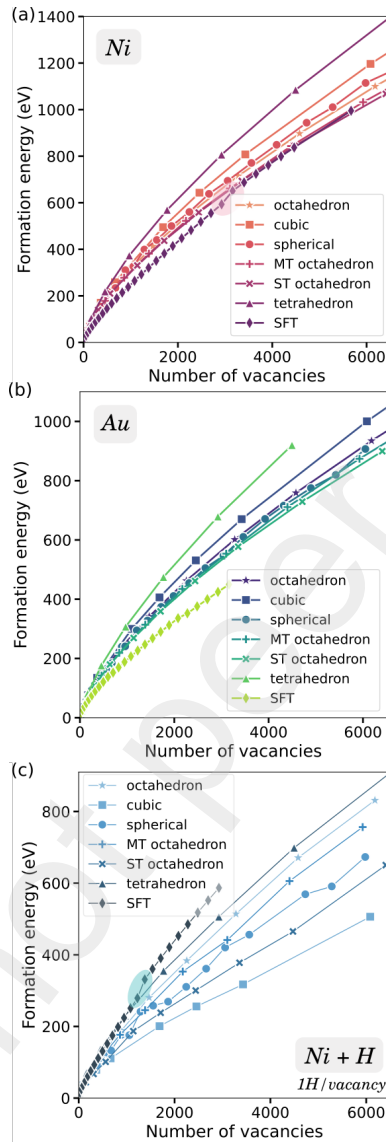 (a)
Ni
1400
1200
1000
800
600
400
200
0
Formation energy (eV)
octahedron
cubic
spherical
MT octahedron
ST octahedron
tetrahedron
SFT
0
2000
4000
6000
Number of vacancies
(b)
Au
1000
800
600
400
200
0
Formation energy (eV)
octahedron
cubic
spherical
MT octahedron
ST octahedron
tetrahedron
SFT
0
2000
4000
6000
Number of vacancies
(c)
800
600
400
200
0
Formation energy (eV)
octahedron
cubic
spherical
MT octahedron
ST octahedron
tetrahedron
SFT
Ni + H
1H/vacancy
0
2000
4000
6000
Number of vacancies
not peer